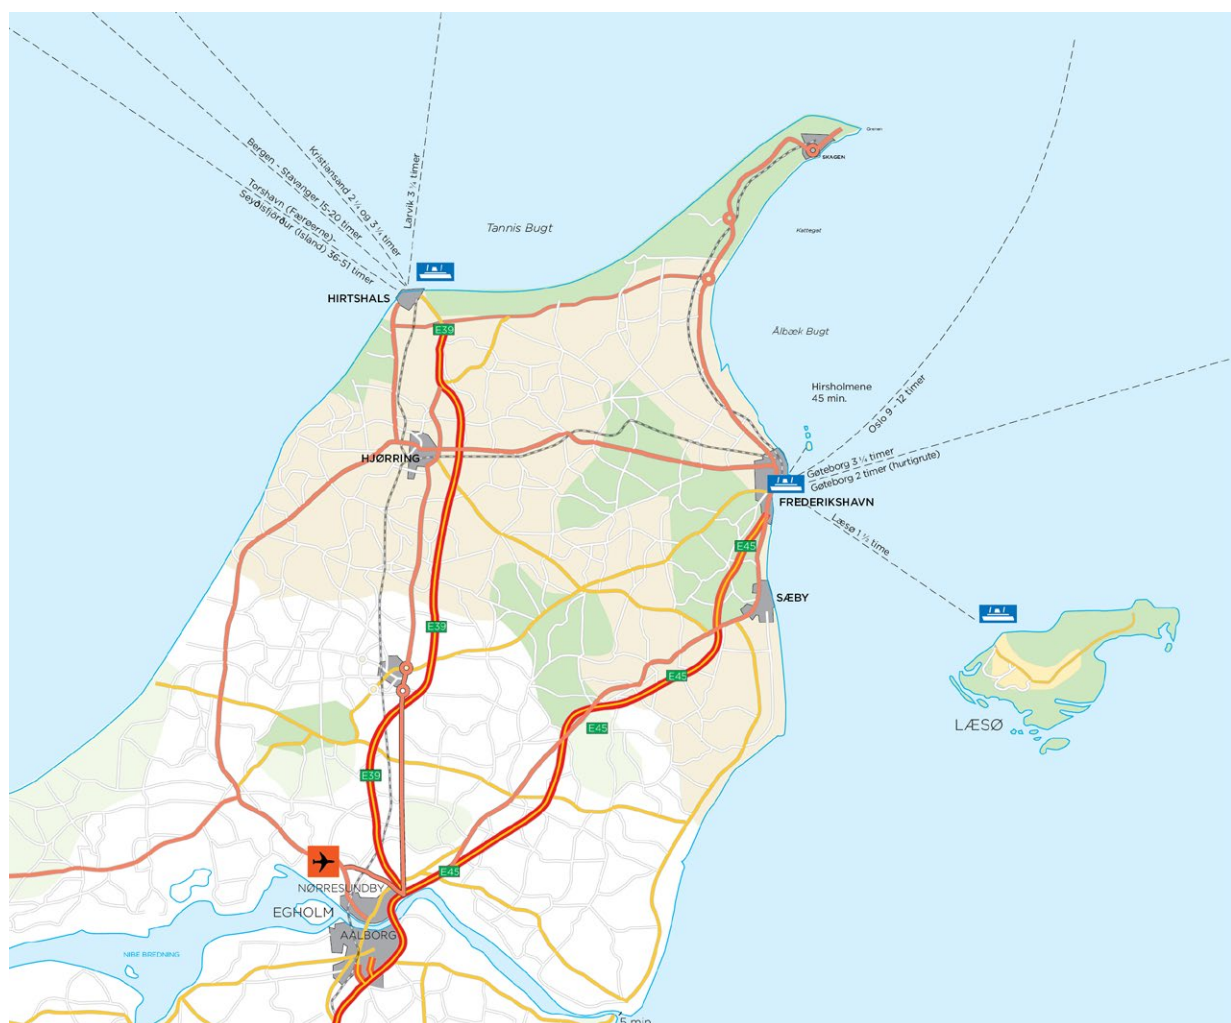 Grenen
SKAGEN
Kristiansand 2 ¼ og 3 ¼ timer
Bergen - Stavanger 15-20 timer
Torshavn (Færøerne)-
Seyðisfjörður (Island) 36-51 timer
Larvik 3 ¾ timer
Tannis Bugt
Kattegat
HIRTSHALS
E39
Ålbæk Bugt
Hirsholmene
45 min.
Oslo 9 - 12 timer
HJØRRING
Gøteborg 3 ¼ timer
Gøteborg 2 timer (hurtigrute)
FREDERIKSHAVN
Læsø 1 ½ time
E45
SÆBY
E39
E45
LÆSØ
E45
E39
E45
NØRRESUNDBY
EGHOLM
AALBORG
NIBE BREDNING
5 min